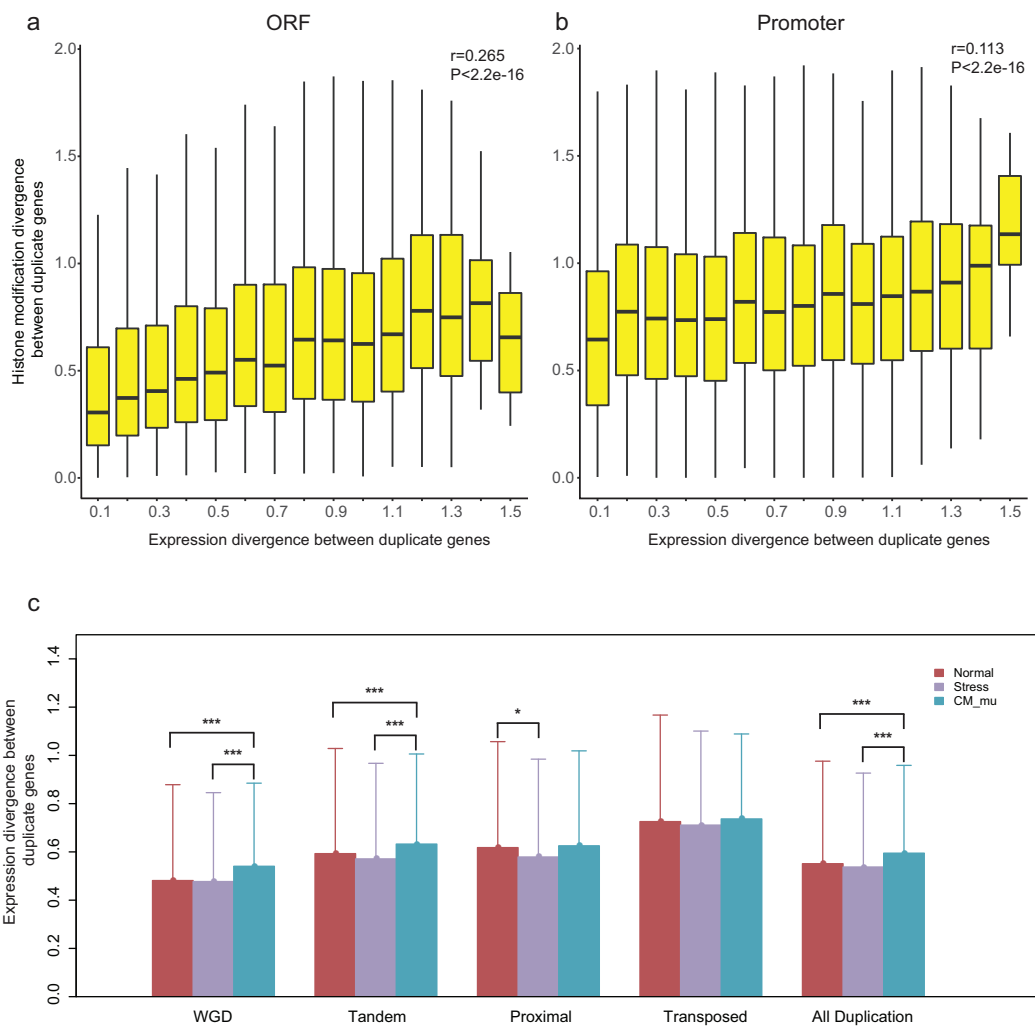 a
ORF
r=0.265
P<2.2e-16
2.0
1.5
1.0
0.5
0.0
Histone modification divergence
between duplicate genes
0.1 0.3 0.5 0.7 0.9 1.1 1.3 1.5
Expression divergence between duplicate genes
b
Promoter
r=0.113
P<2.2e-16
2.0
1.5
1.0
0.5
0.0
0.1 0.3 0.5 0.7 0.9 1.1 1.3 1.5
Expression divergence between duplicate genes
c
Expression divergence between
duplicate genes
1.4
1.2
1.0
0.8
0.6
0.4
0.2
0.0
Normal
Stress
CM_mu
***
***
***
***
*
***
***
WGD Tandem Proximal Transposed All Duplication